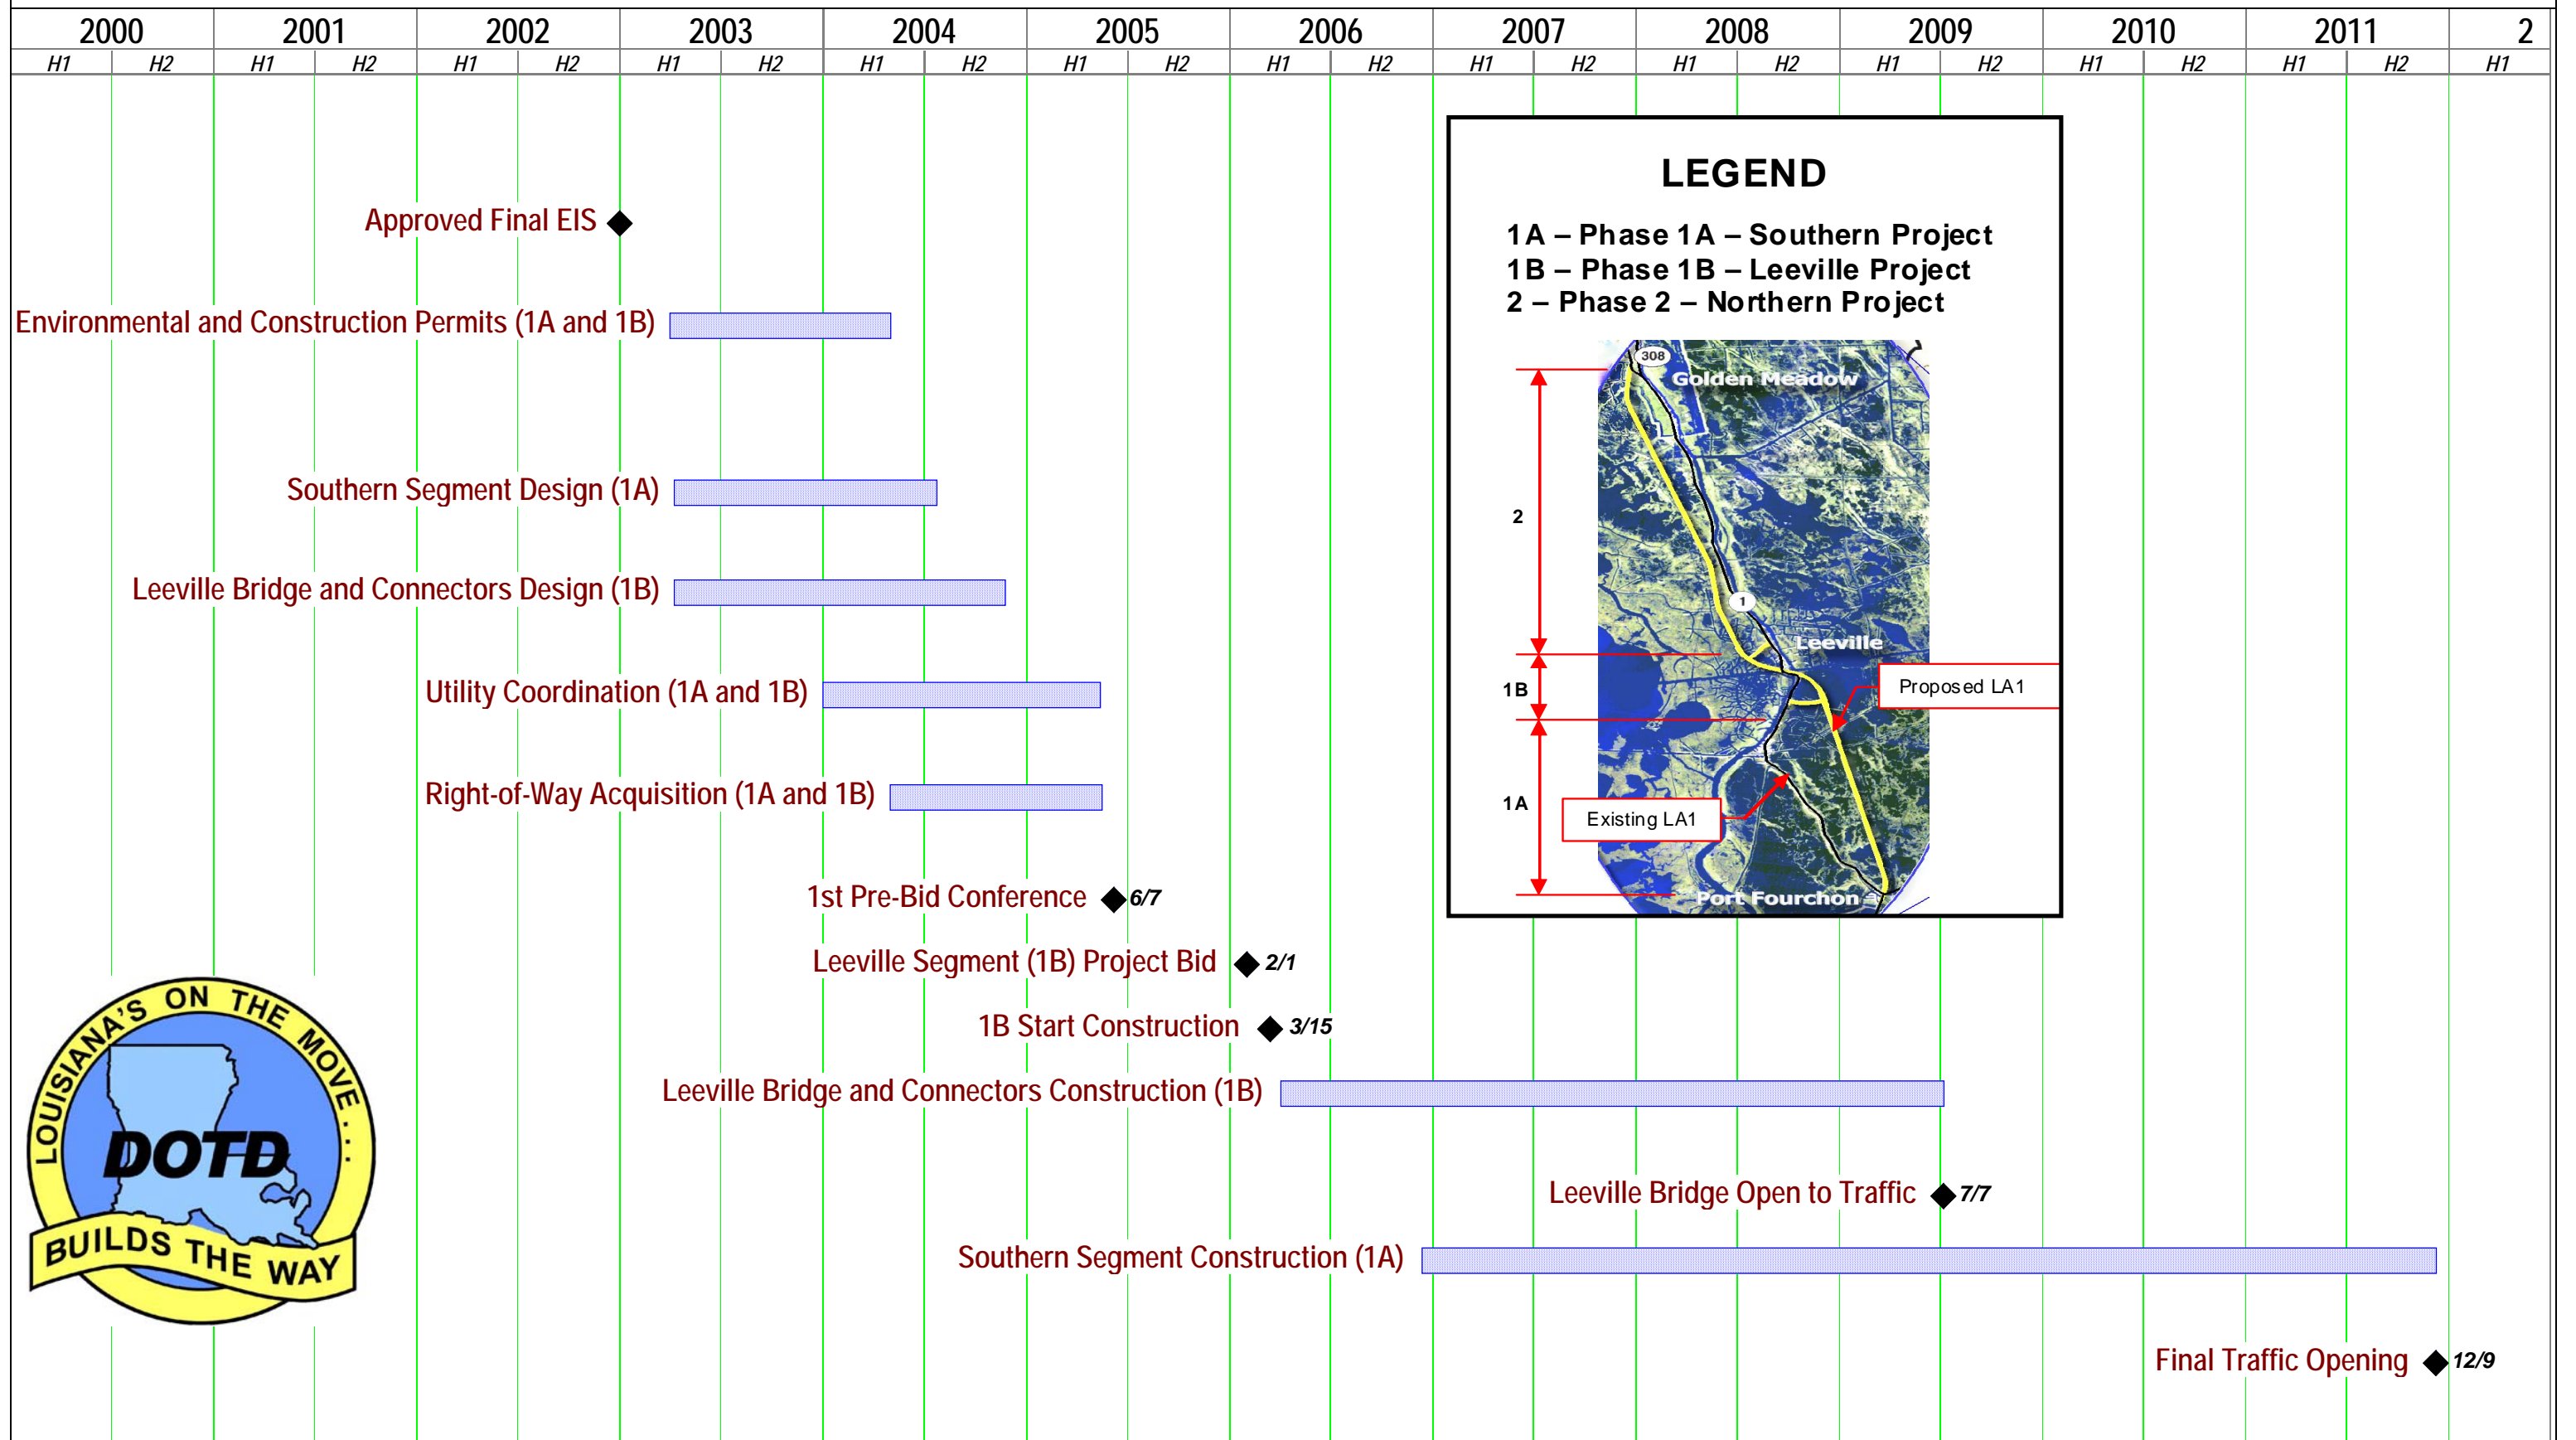 2000 2001 2002 2003 2004 2005 2006 2007 2008 2009 2010 2011 2
H1 H2 H1 H2 H1 H2 H1 H2 H1 H2 H1 H2 H1 H2 H1 H2 H1 H2 H1 H2 H1 H2 H1 H2 H1
Approved Final EIS
Environmental and Construction Permits (1A and 1B)
Southern Segment Design (1A)
Leeville Bridge and Connectors Design (1B)
Utility Coordination (1A and 1B)
Right-of-Way Acquisition (1A and 1B)
1st Pre-Bid Conference 6/7
Leeville Segment (1B) Project Bid 2/1
1B Start Construction 3/15
Leeville Bridge and Connectors Construction (1B)
Leeville Bridge Open to Traffic 7/7
Southern Segment Construction (1A)
Final Traffic Opening 12/9
LEGEND
1A – Phase 1A – Southern Project
1B – Phase 1B – Leeville Project
2 – Phase 2 – Northern Project
308
Golden Meadow
2
1
Leeville
1B
Proposed LA1
1A
Existing LA1
Port Fourchon
LOUISIANA'S ON THE MOVE....
DOTD
BUILDS THE WAY